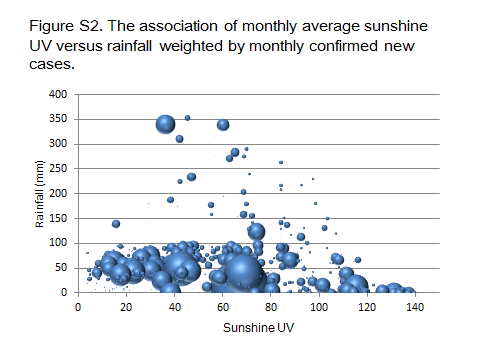 Figure S2. The association of monthly average sunshine
UV versus rainfall weighted by monthly confirmed new
cases.
400
350
300
250
200
150
100
50
0
Rainfall (mm)
0 20 40 60 80 100 120 140
Sunshine UV